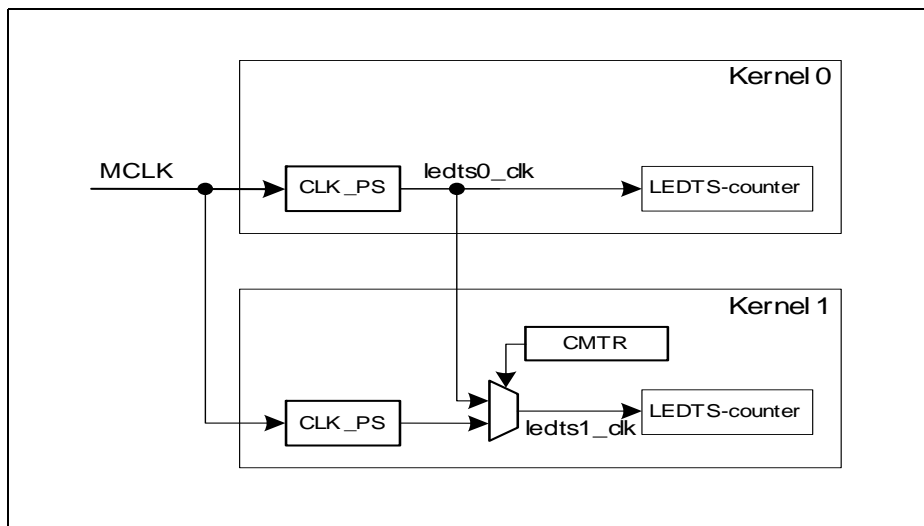 Kernel 0
MCLK
CLK_PS
ledts0_clk
LEDTS-counter
Kernel 1
CMTR
CLK_PS
ledts1_clk
LEDTS-counter